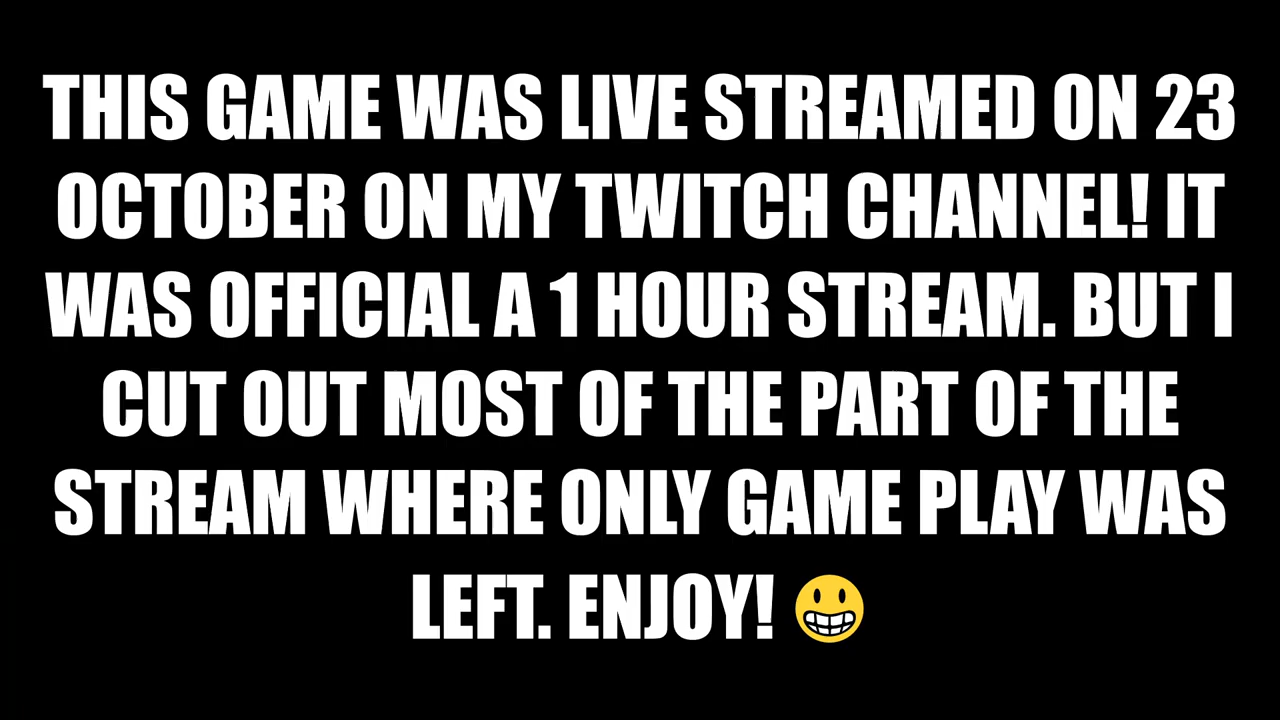 THIS GAME WAS LIVE STREAMED ON 23
OCTOBER ON MY TWITCH CHANNEL! IT
WAS OFFICIAL A 1 HOUR STREAM. BUT I
CUT OUT MOST OF THE PART OF THE
STREAM WHERE ONLY GAME PLAY WAS
LEFT. ENJOY! 😀